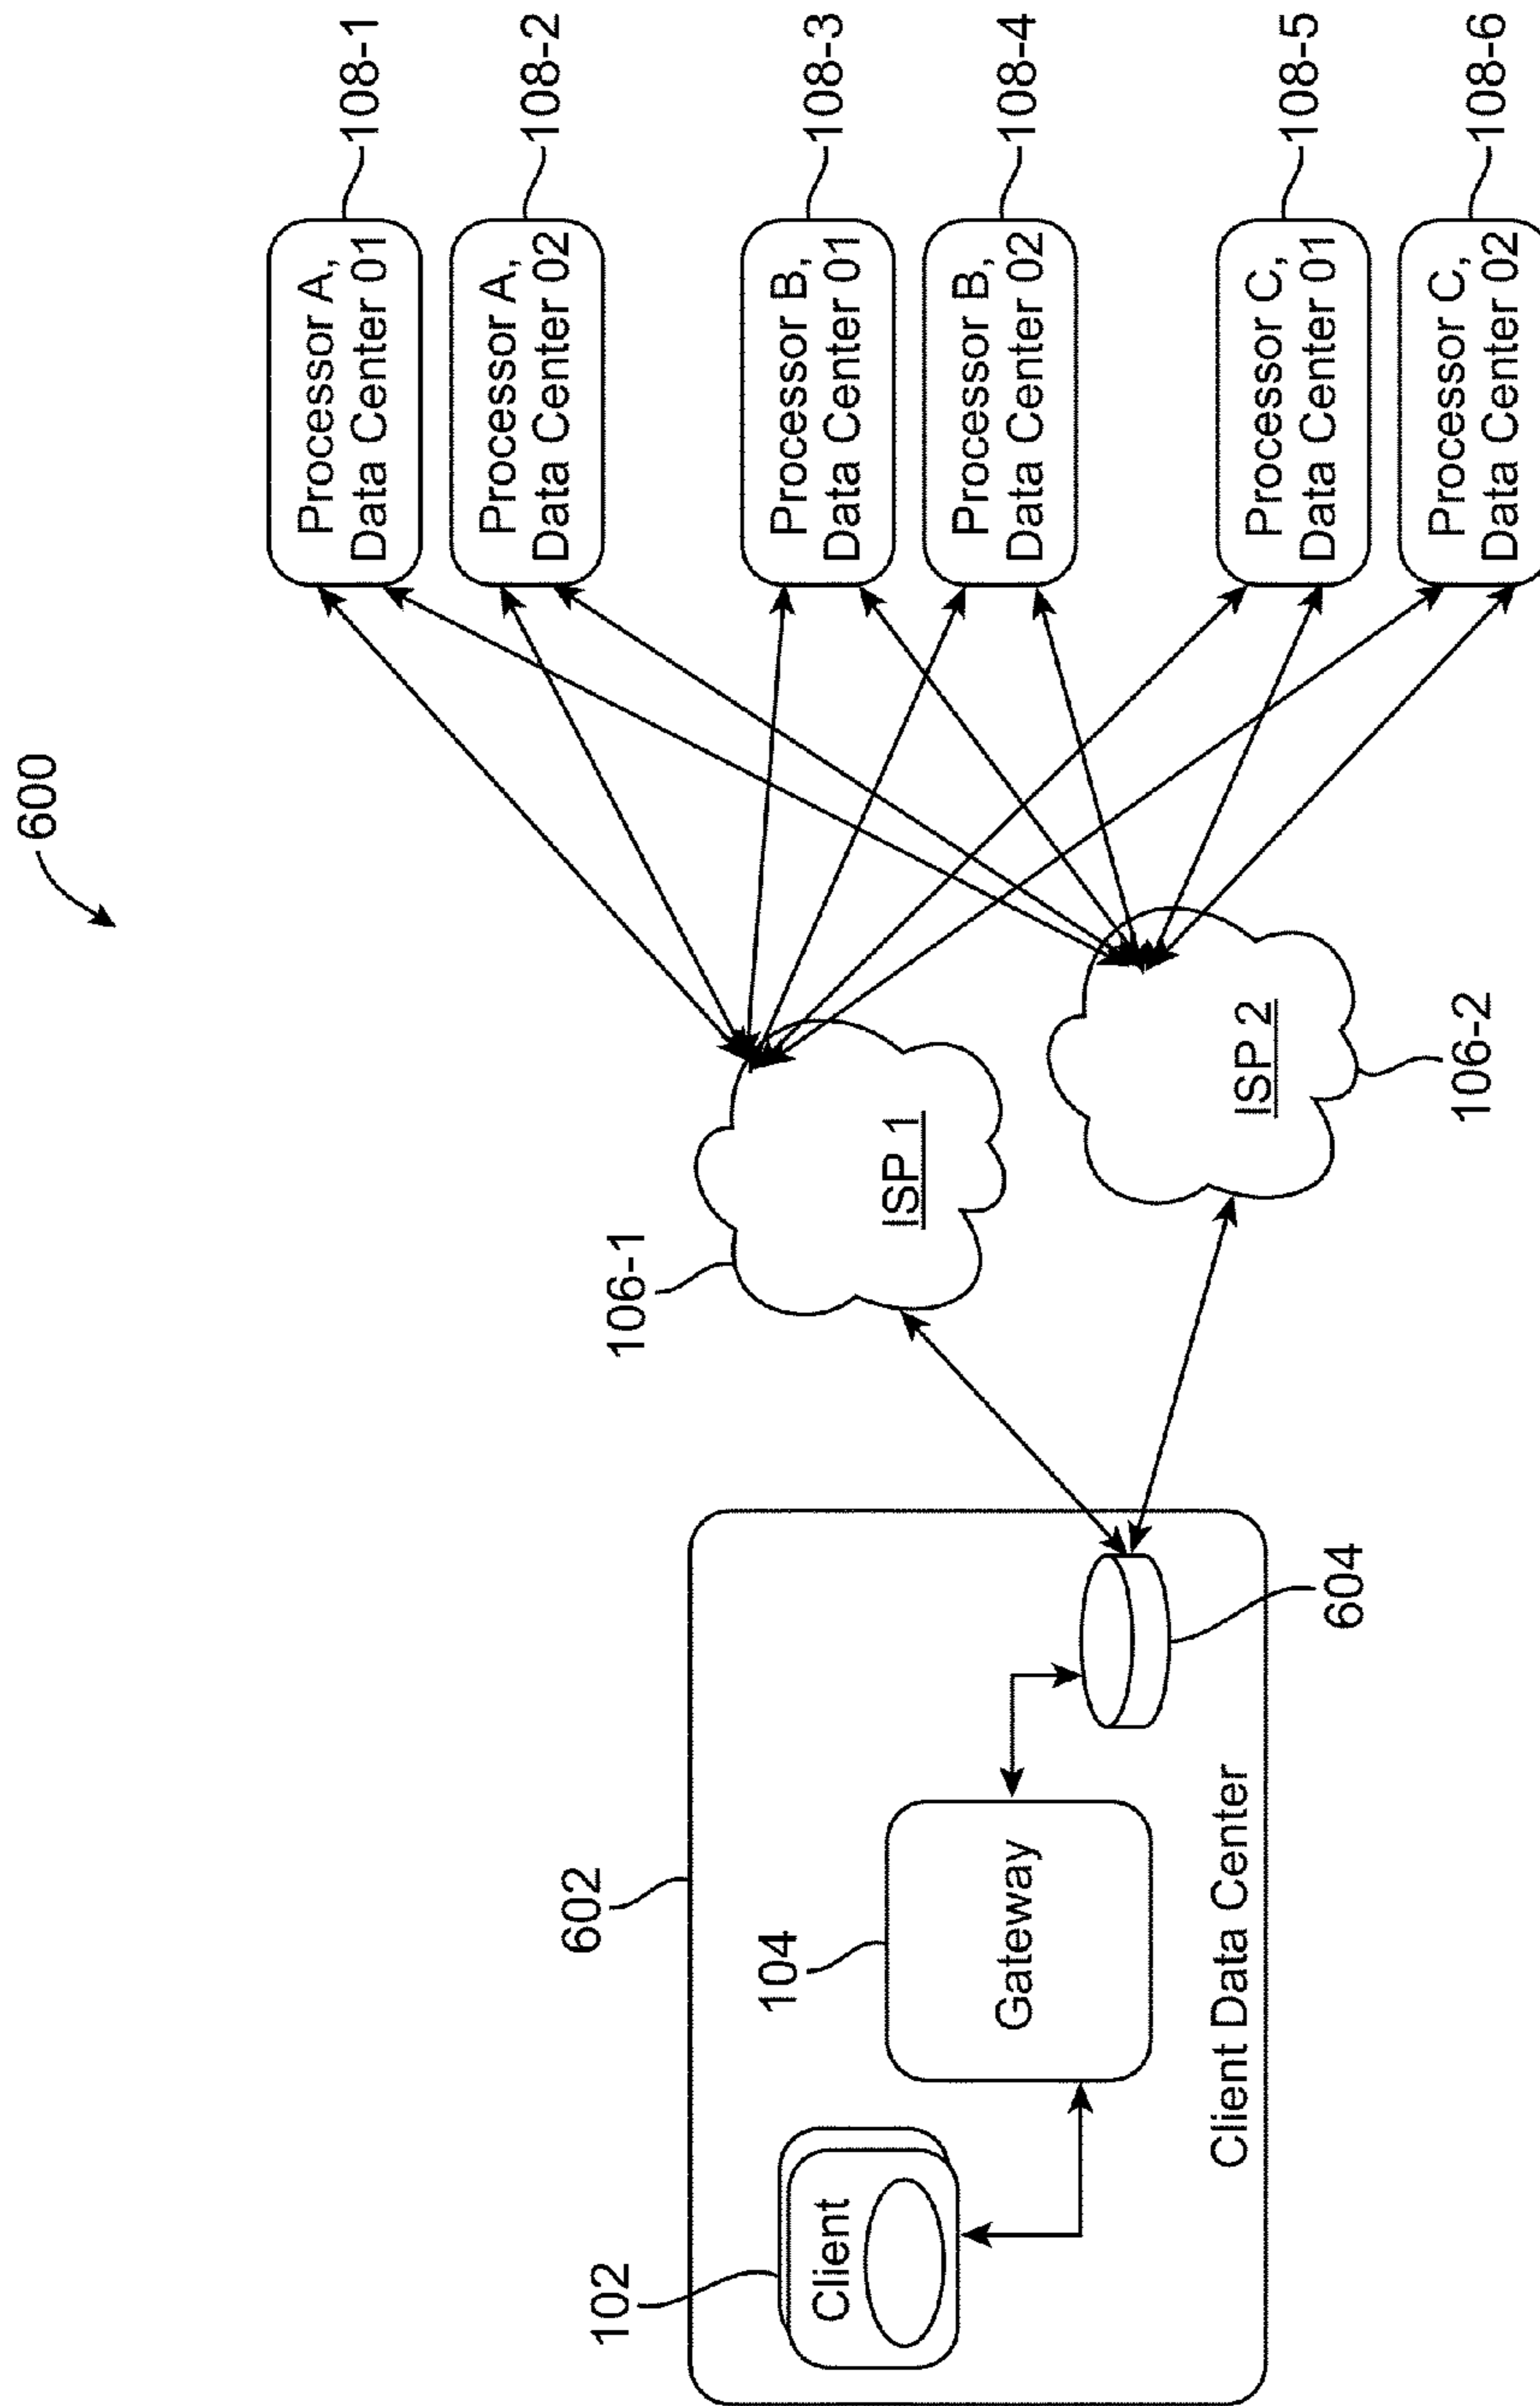 600
602
102
Client
104
Gateway
604
Client Data Center
106-1
ISP 1
ISP 2
106-2
Processor A,
Data Center 01
108-1
Processor A,
Data Center 02
108-2
Processor B,
Data Center 01
108-3
Processor B,
Data Center 02
108-4
Processor C,
Data Center 01
108-5
Processor C,
Data Center 02
108-6